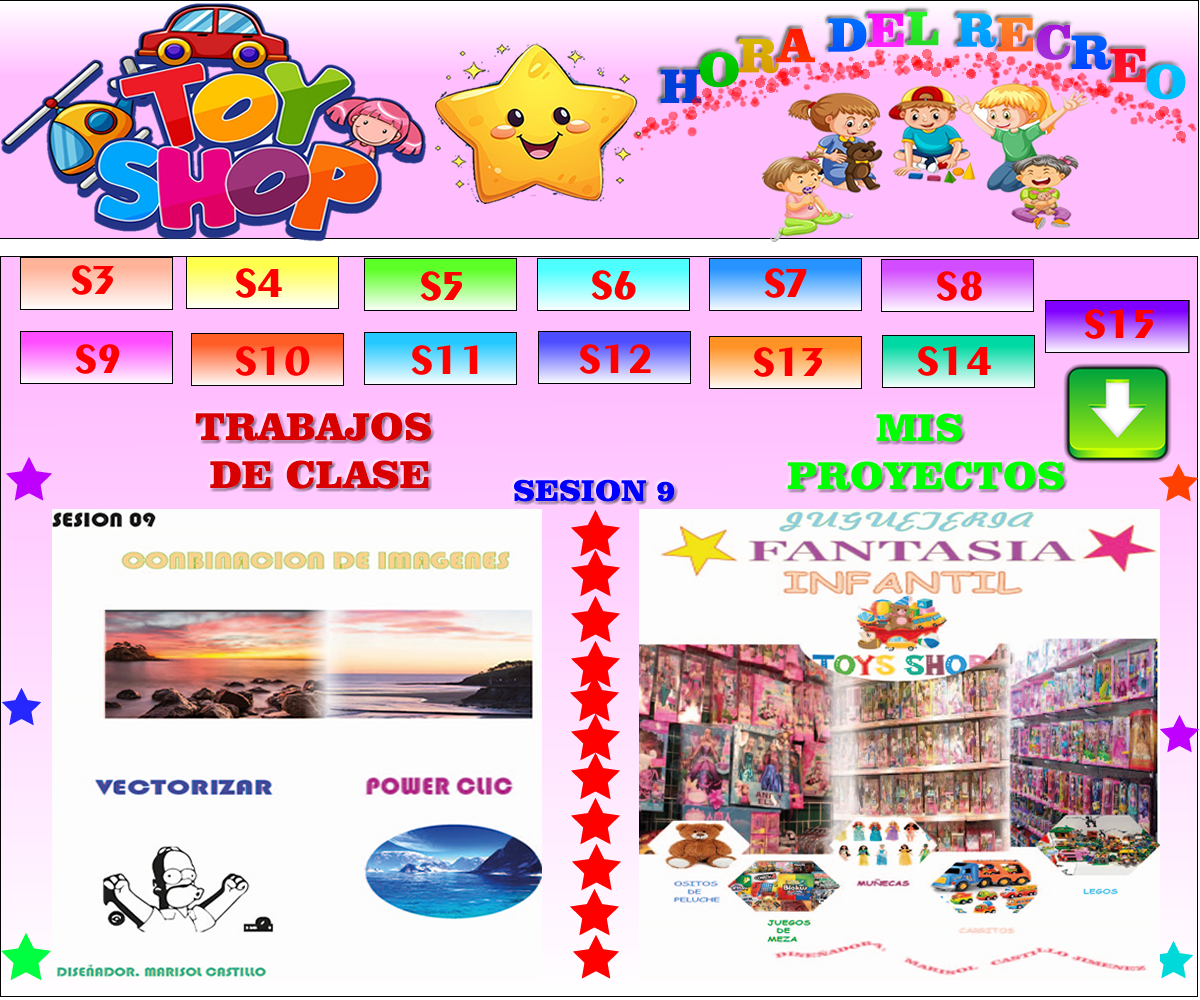 TOY
SHOP
HORA DEL RECREO
S3
S4
S5
S6
S7
S8
S15
S9
S10
S11
S12
S13
S14
TRABAJOS
DE CLASE
MIS
PROYECTOS
SESION 9
SESION 09
CONBINACION DE IMAGENES
VECTORIZAR
POWER CLIC
DISEÑADOR. MARISOL CASTILLO
JUGUETERIA
FANTASIA
INFANTIL
TOYS SHOP
OSITOS
DE
PELUCHE
JUEGOS
DE
MEZA
MUÑECAS
CARRITOS
LEGOS
DISEÑADORA. MARISOL CASTILLO JIMENEZ